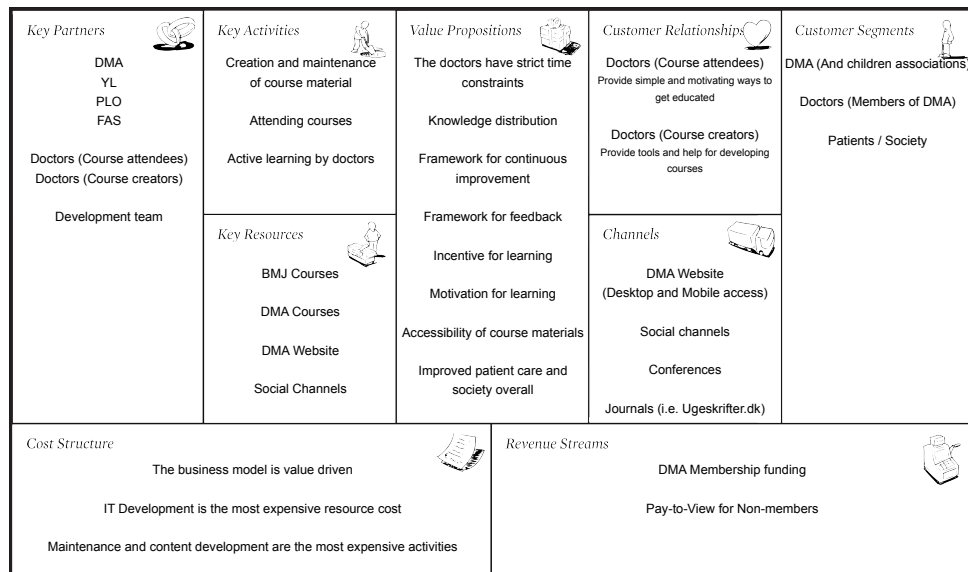 Key Partners
DMA
YL
PLO
FAS
Doctors (Course attendees)
Doctors (Course creators)
Development team
Key Activities
Creation and maintenance
of course material
Attending courses
Active learning by doctors
Key Resources
BMJ Courses
DMA Courses
DMA Website
Social Channels
Value Propositions
The doctors have strict time
constraints
Knowledge distribution
Framework for continuous
improvement
Framework for feedback
Incentive for learning
Motivation for learning
Accessibility of course materials
Improved patient care and
society overall
Customer Relationships
Doctors (Course attendees)
Provide simple and motivating ways to
get educated
Doctors (Course creators)
Provide tools and help for developing
courses
Channels
DMA Website
(Desktop and Mobile access)
Social channels
Conferences
Journals (i.e. Ugeskrifter.dk)
Customer Segments
DMA (And children associations)
Doctors (Members of DMA)
Patients / Society
Cost Structure
The business model is value driven
IT Development is the most expensive resource cost
Maintenance and content development are the most expensive activities
Revenue Streams
DMA Membership funding
Pay-to-View for Non-members